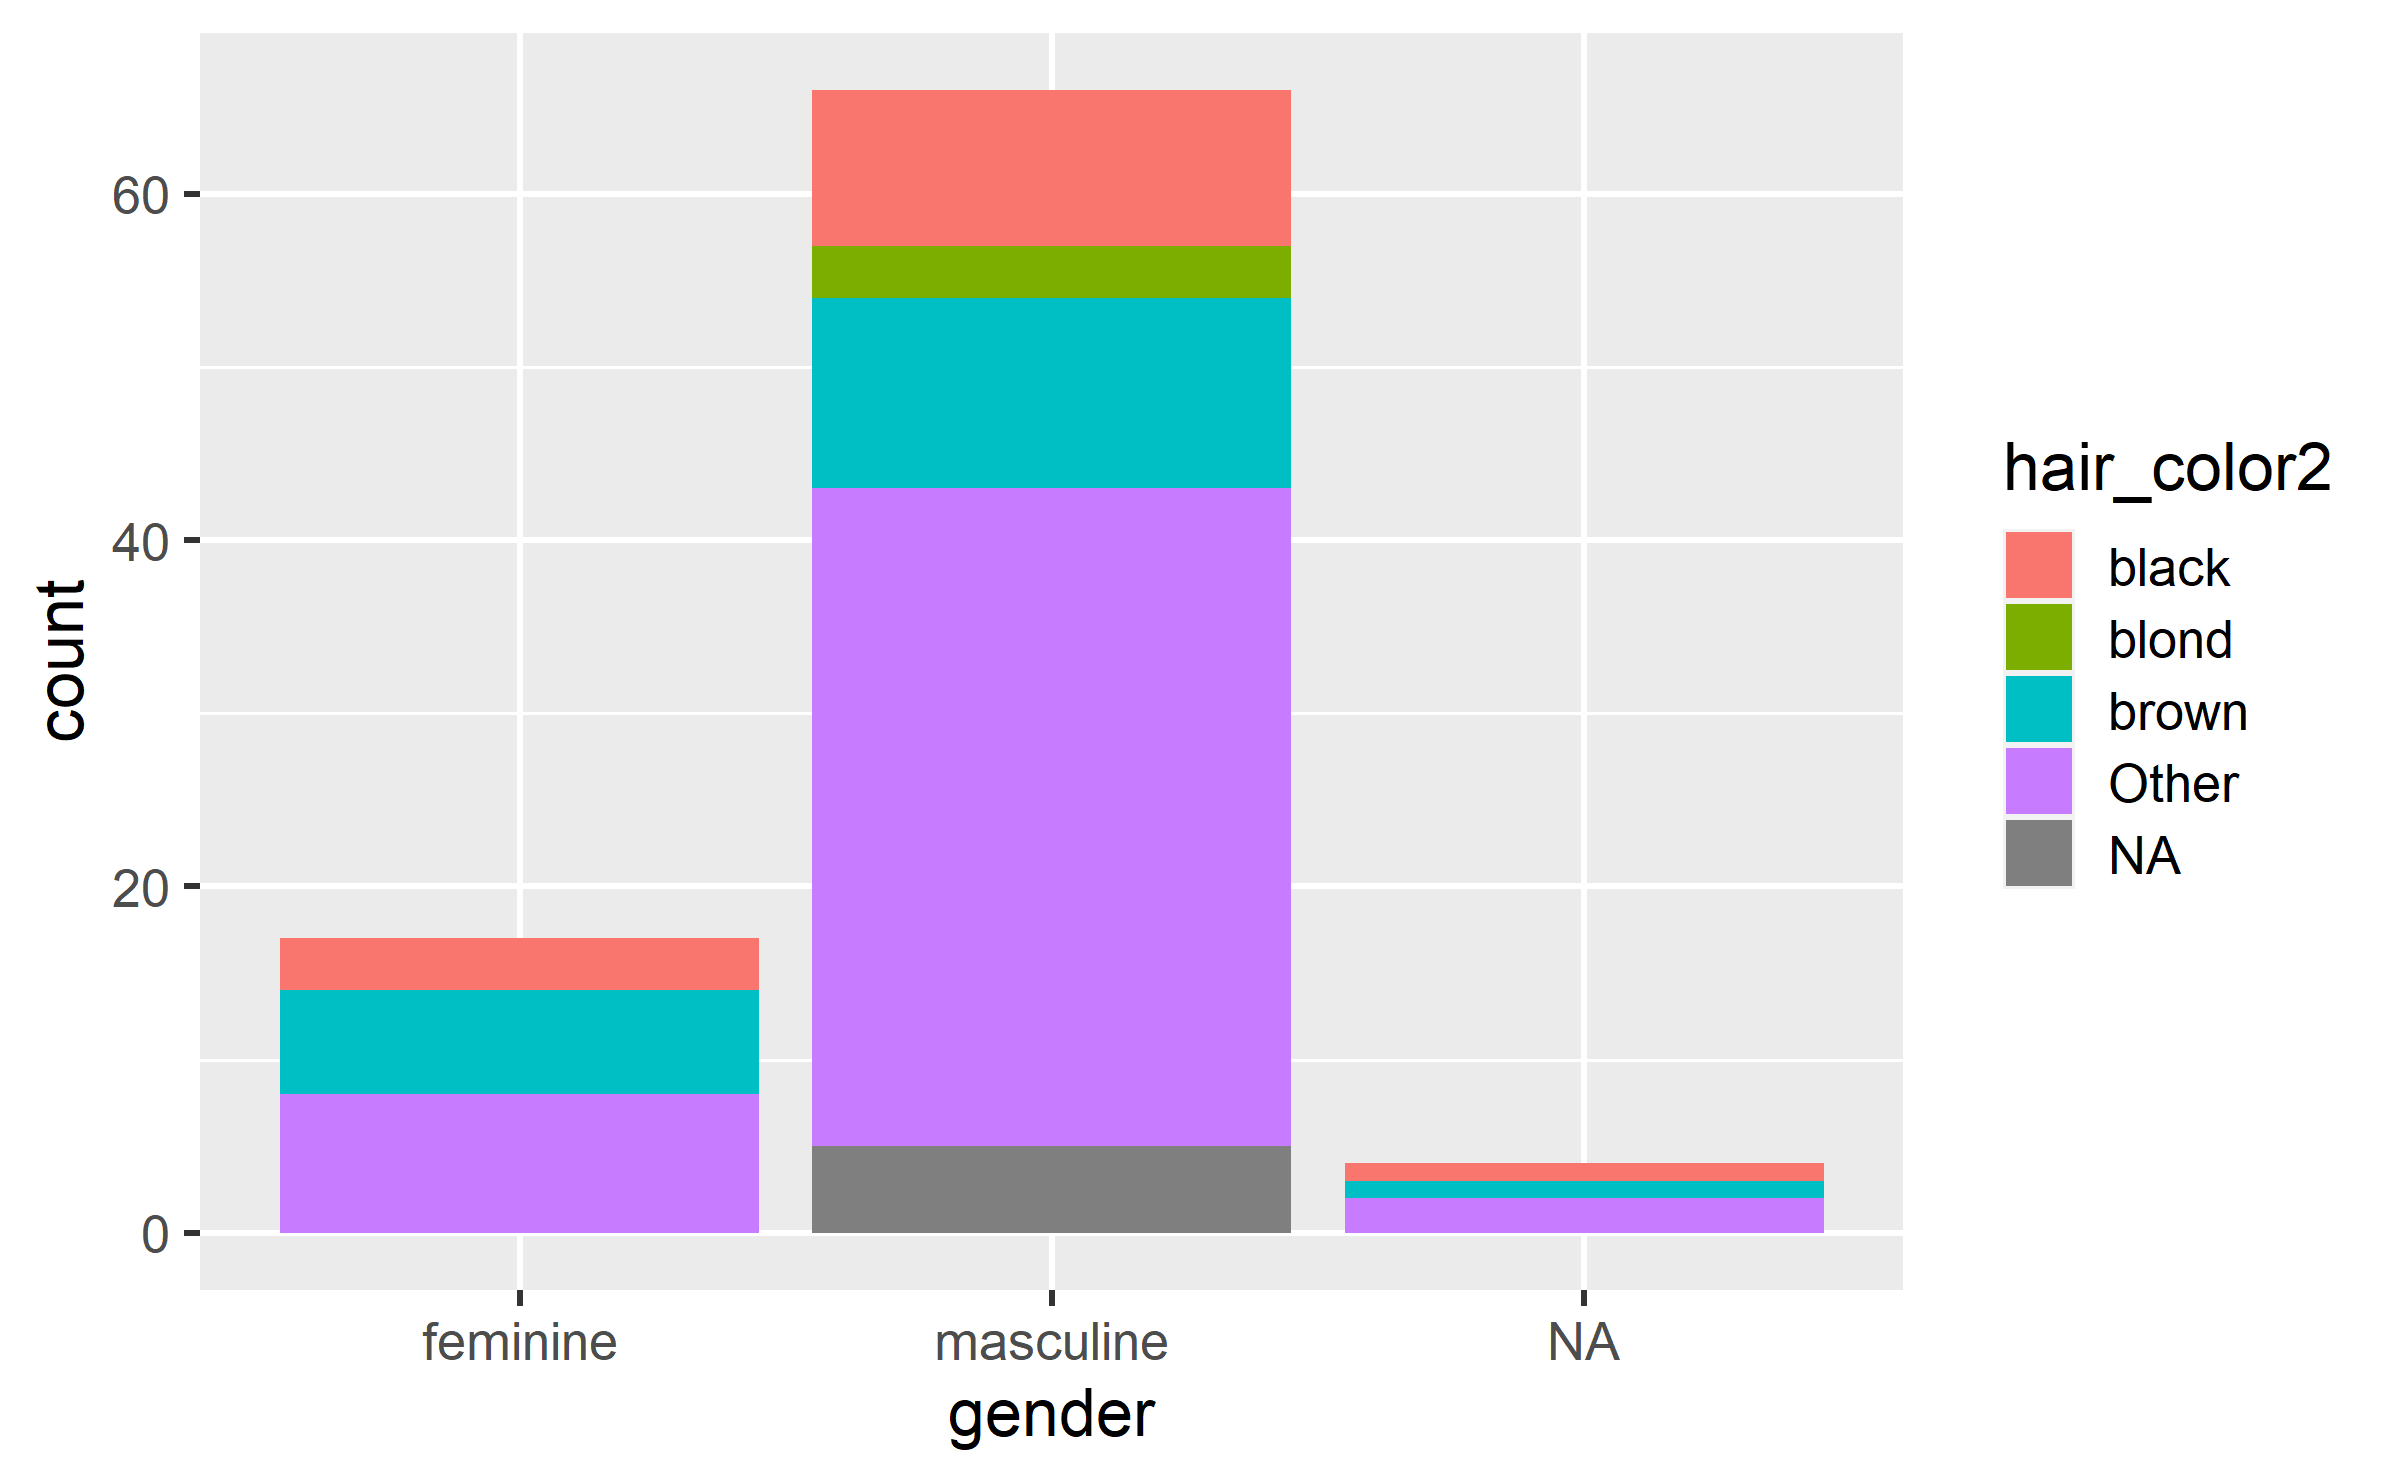 count
60
40
20
0
feminine masculine NA
gender
hair_color2
black
blond
brown
Other
NA